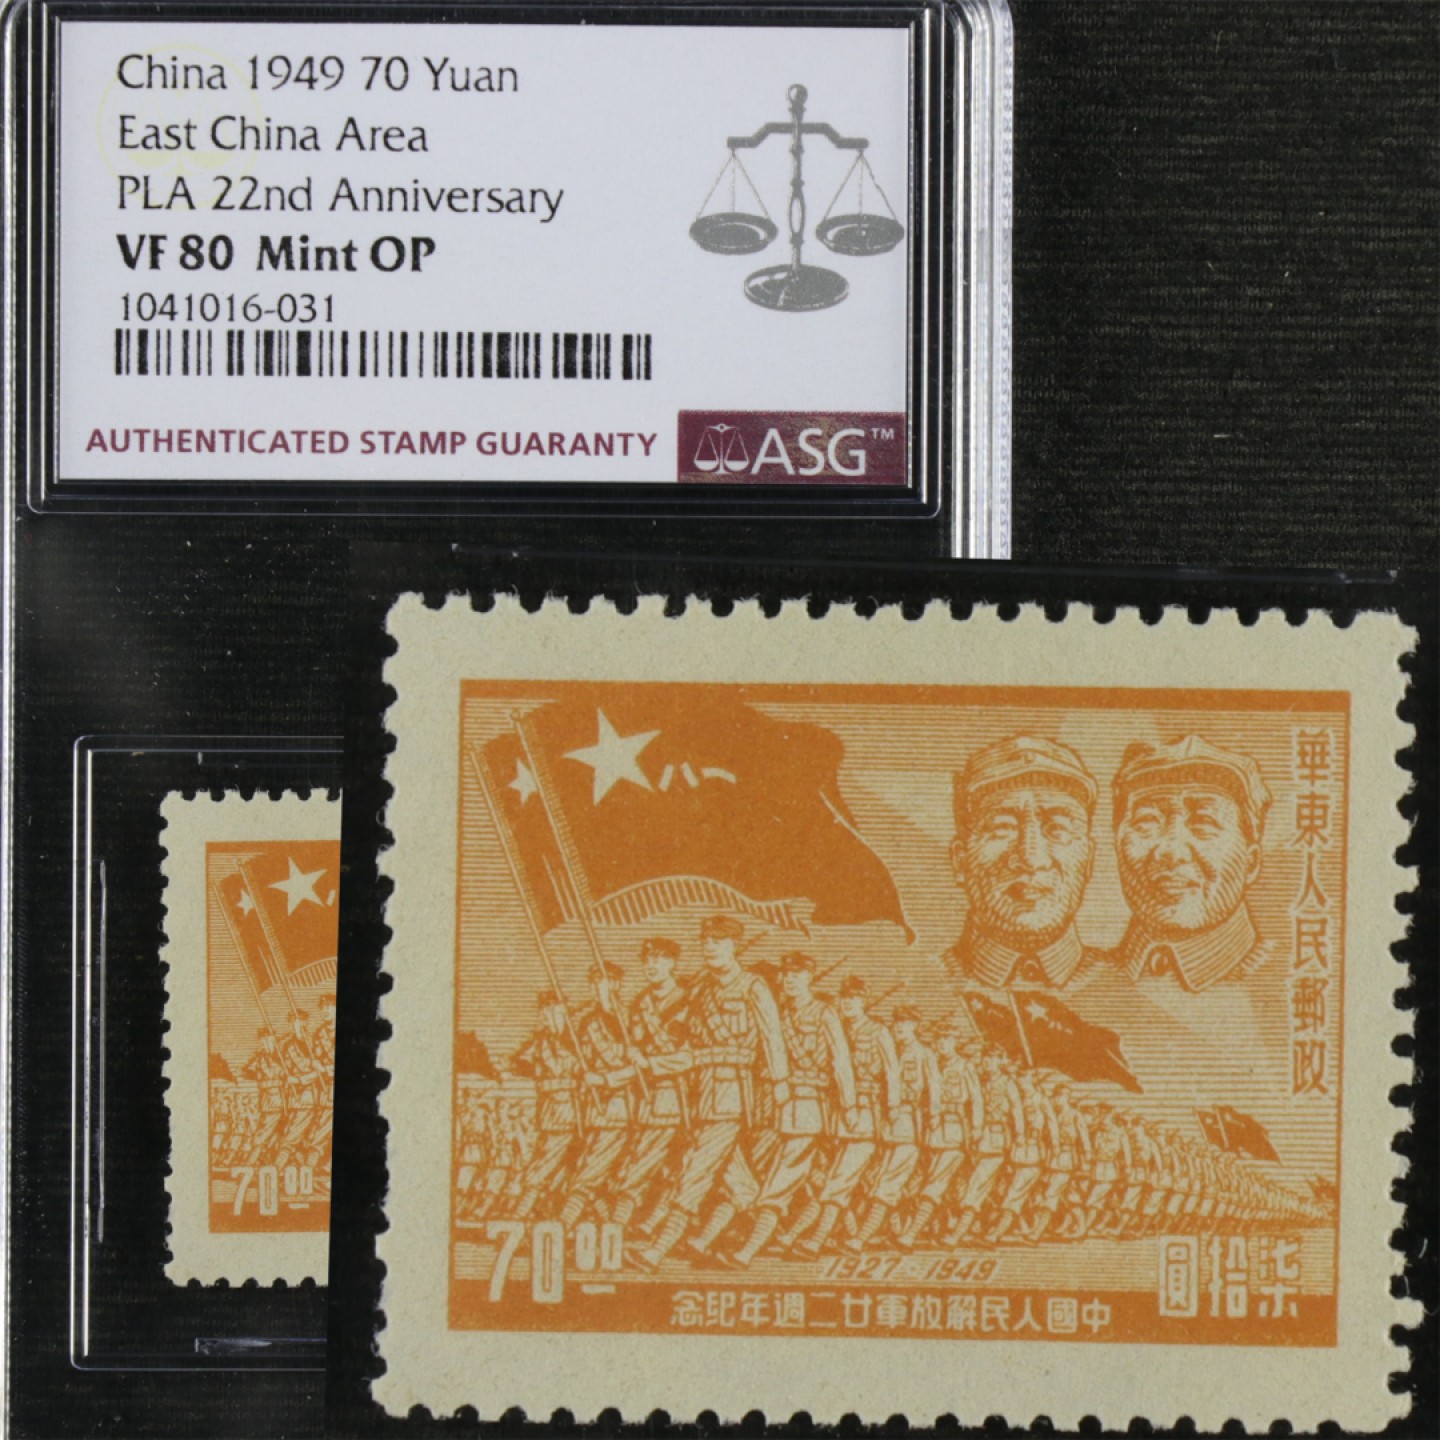 China 1949 70 Yuan
East China Area
PLA 22nd Anniversary
VF 80 Mint OP
1041016-031
AUTHENTICATED STAMP GUARANTY
ASG™
八一
華東人民郵政
70.00
1927-1949
圓拾柒
念紀年週二廿軍放解民人國中
70.00